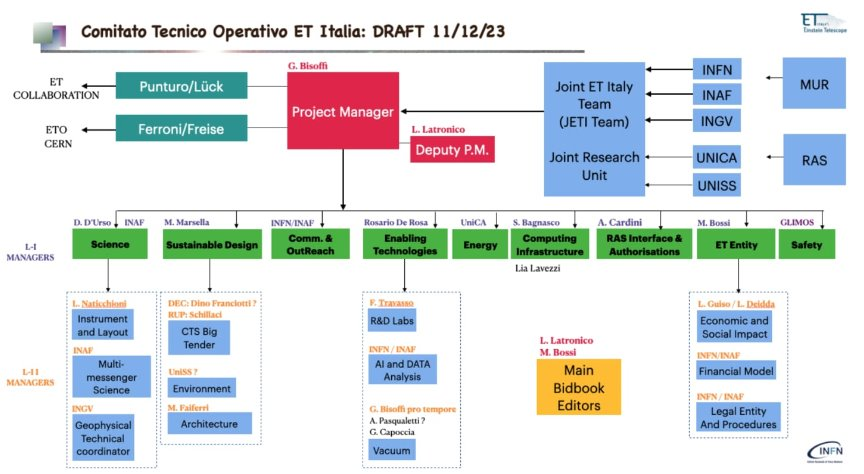 Comitato Tecnico Operativo ET Italia: DRAFT 11/12/23
ET ITALIA
Einstein Telescope
G. Bisoffi
ET
COLLABORATION
Punturo/Lück
ETO
CERN
Ferroni/Freise
Project Manager
L. Latronico
Deputy P.M.
Joint ET Italy
Team
(JETI Team)
Joint Research
Unit
INFN
INAF
INGV
UNICA
UNISS
MUR
RAS
L-I
MANAGERS
D. D'Urso INAF
Science
M. Marsella
Sustainable Design
INFN/INAF
Comm. &
OutReach
Rosario De Rosa
Enabling
Technologies
UniCA
Energy
S. Bagnasco
Computing
Infrastructure
Lia Lavezzi
A. Cardini
RAS Interface &
Authorisations
M. Bossi
ET Entity
GLIMOS
Safety
L-II
MANAGERS
L. Naticchioni
Instrument
and Layout
INAF
Multi-
messenger
Science
INGV
Geophysical
Technical
coordinator
DEC: Dino Franciotti ?
RUP: Schillaci
CTS Big
Tender
UniSS ?
Environment
M. Faiferri
Architecture
F. Travasso
R&D Labs
INFN / INAF
AI and DATA
Analysis
G. Bisoffi pro tempore
A. Pasqualetti ?
G. Capoccia
Vacuum
L. Latronico
M. Bossi
Main
Bidbook
Editors
L. Guiso / L. Deidda
Economic and
Social Impact
INFN/INAF
Financial Model
INFN / INAF
Legal Entity
And Procedures
INFN